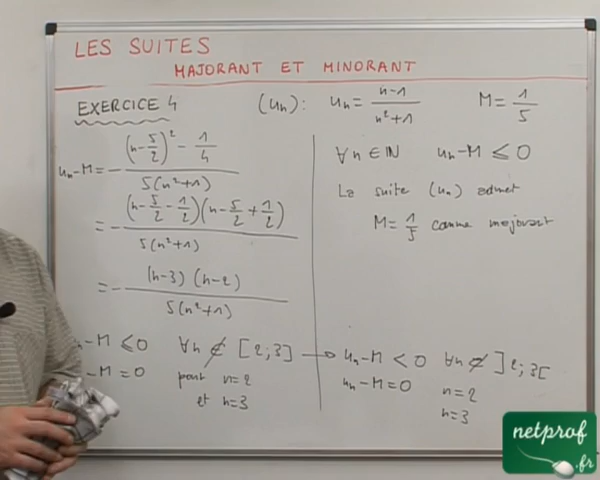 LES SUITES
MAJORANT ET MINORANT
EXERCICE 4 (un): un = (n-1)/(n²+1) M = 1/5
un-M = - ((n-5/2)² - 1/4)/(5(n²+1))
= - ((n-5/2-1/2)(n-5/2+1/2))/(5(n²+1))
= - ((n-3)(n-2))/(5(n²+1))
-M ≤ 0 ∀n ∉ [2;3]
-M = 0 pour n=2
et n=3
∀n ∈ IN un-M ≤ 0
La suite (un) admet
M = 1/5 comme majorant
un-M < 0 ∀n ∉ ]2;3[
un-M = 0 n=2
n=3
netprof
.fr